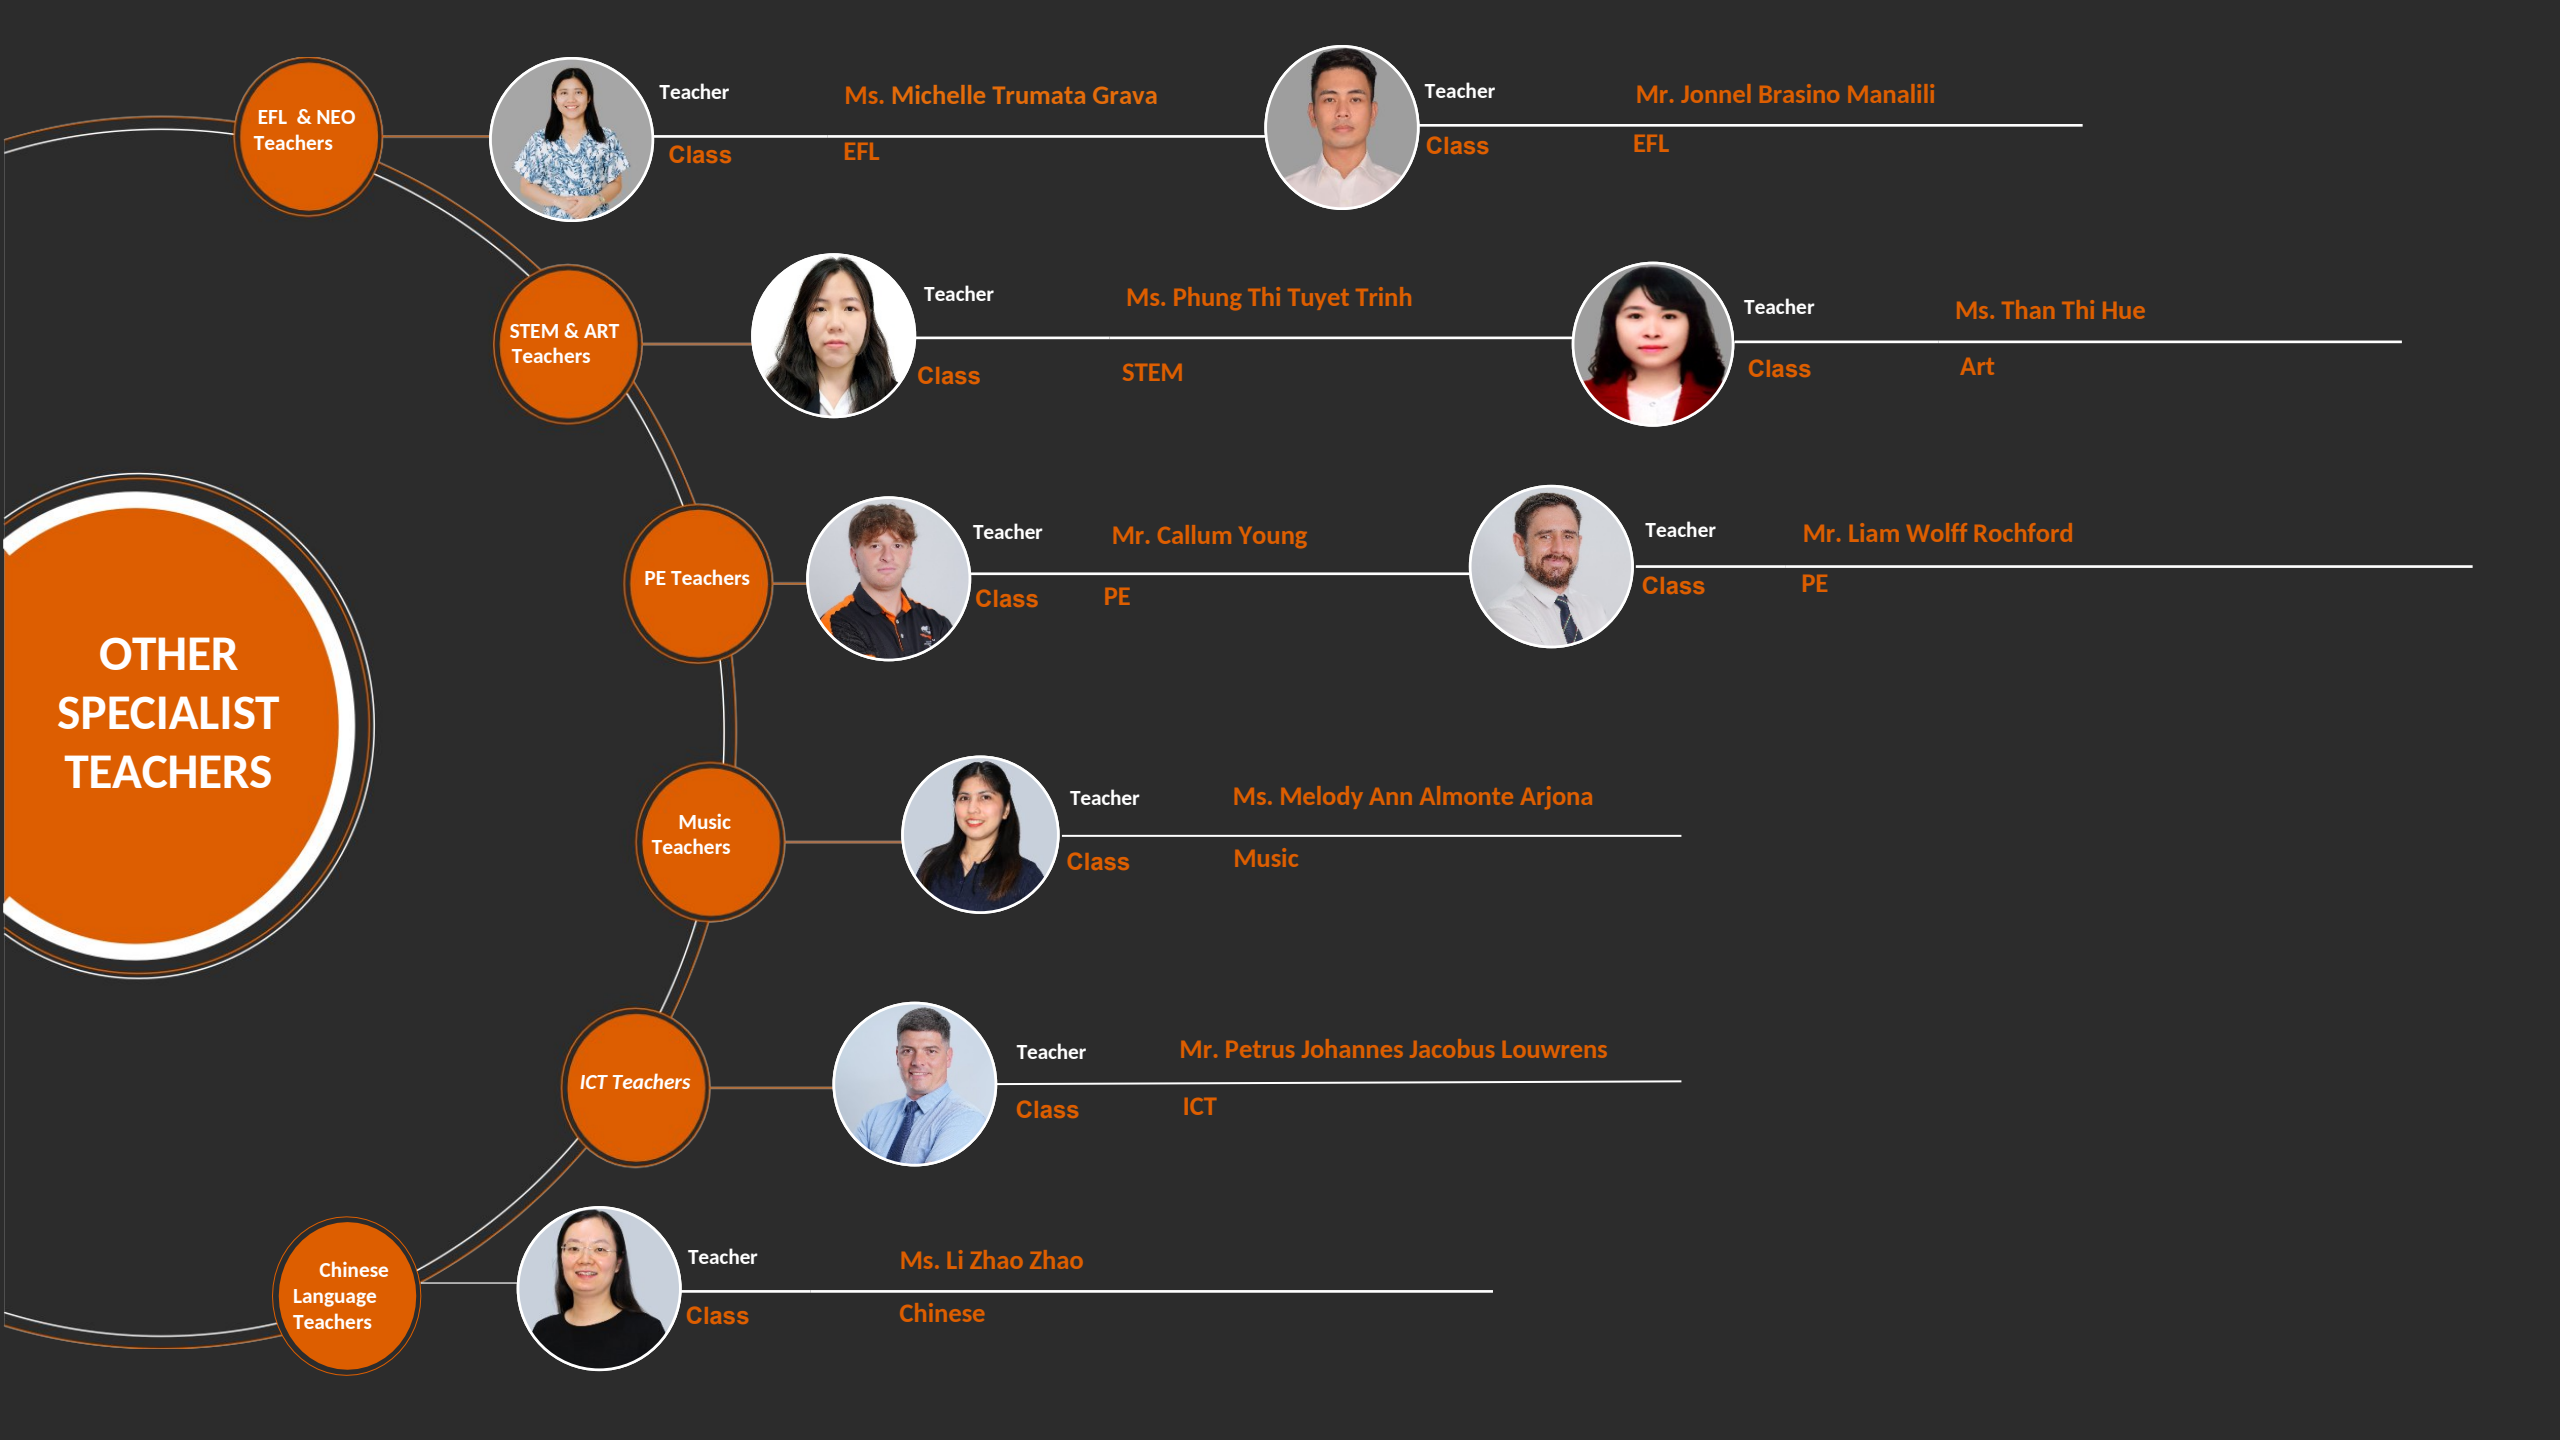 EFL & NEO
Teachers
Teacher
Ms. Michelle Trumata Grava
Class
EFL
Teacher
Mr. Jonnel Brasino Manalili
Class
EFL
STEM & ART
Teachers
Teacher
Ms. Phung Thi Tuyet Trinh
Class
STEM
Teacher
Ms. Than Thi Hue
Class
Art
PE Teachers
Teacher
Mr. Callum Young
Class
PE
Teacher
Mr. Liam Wolff Rochford
Class
PE
OTHER
SPECIALIST
TEACHERS
Music
Teachers
Teacher
Ms. Melody Ann Almonte Arjona
Class
Music
ICT Teachers
Teacher
Mr. Petrus Johannes Jacobus Louwrens
Class
ICT
Chinese
Language
Teachers
Teacher
Ms. Li Zhao Zhao
Class
Chinese